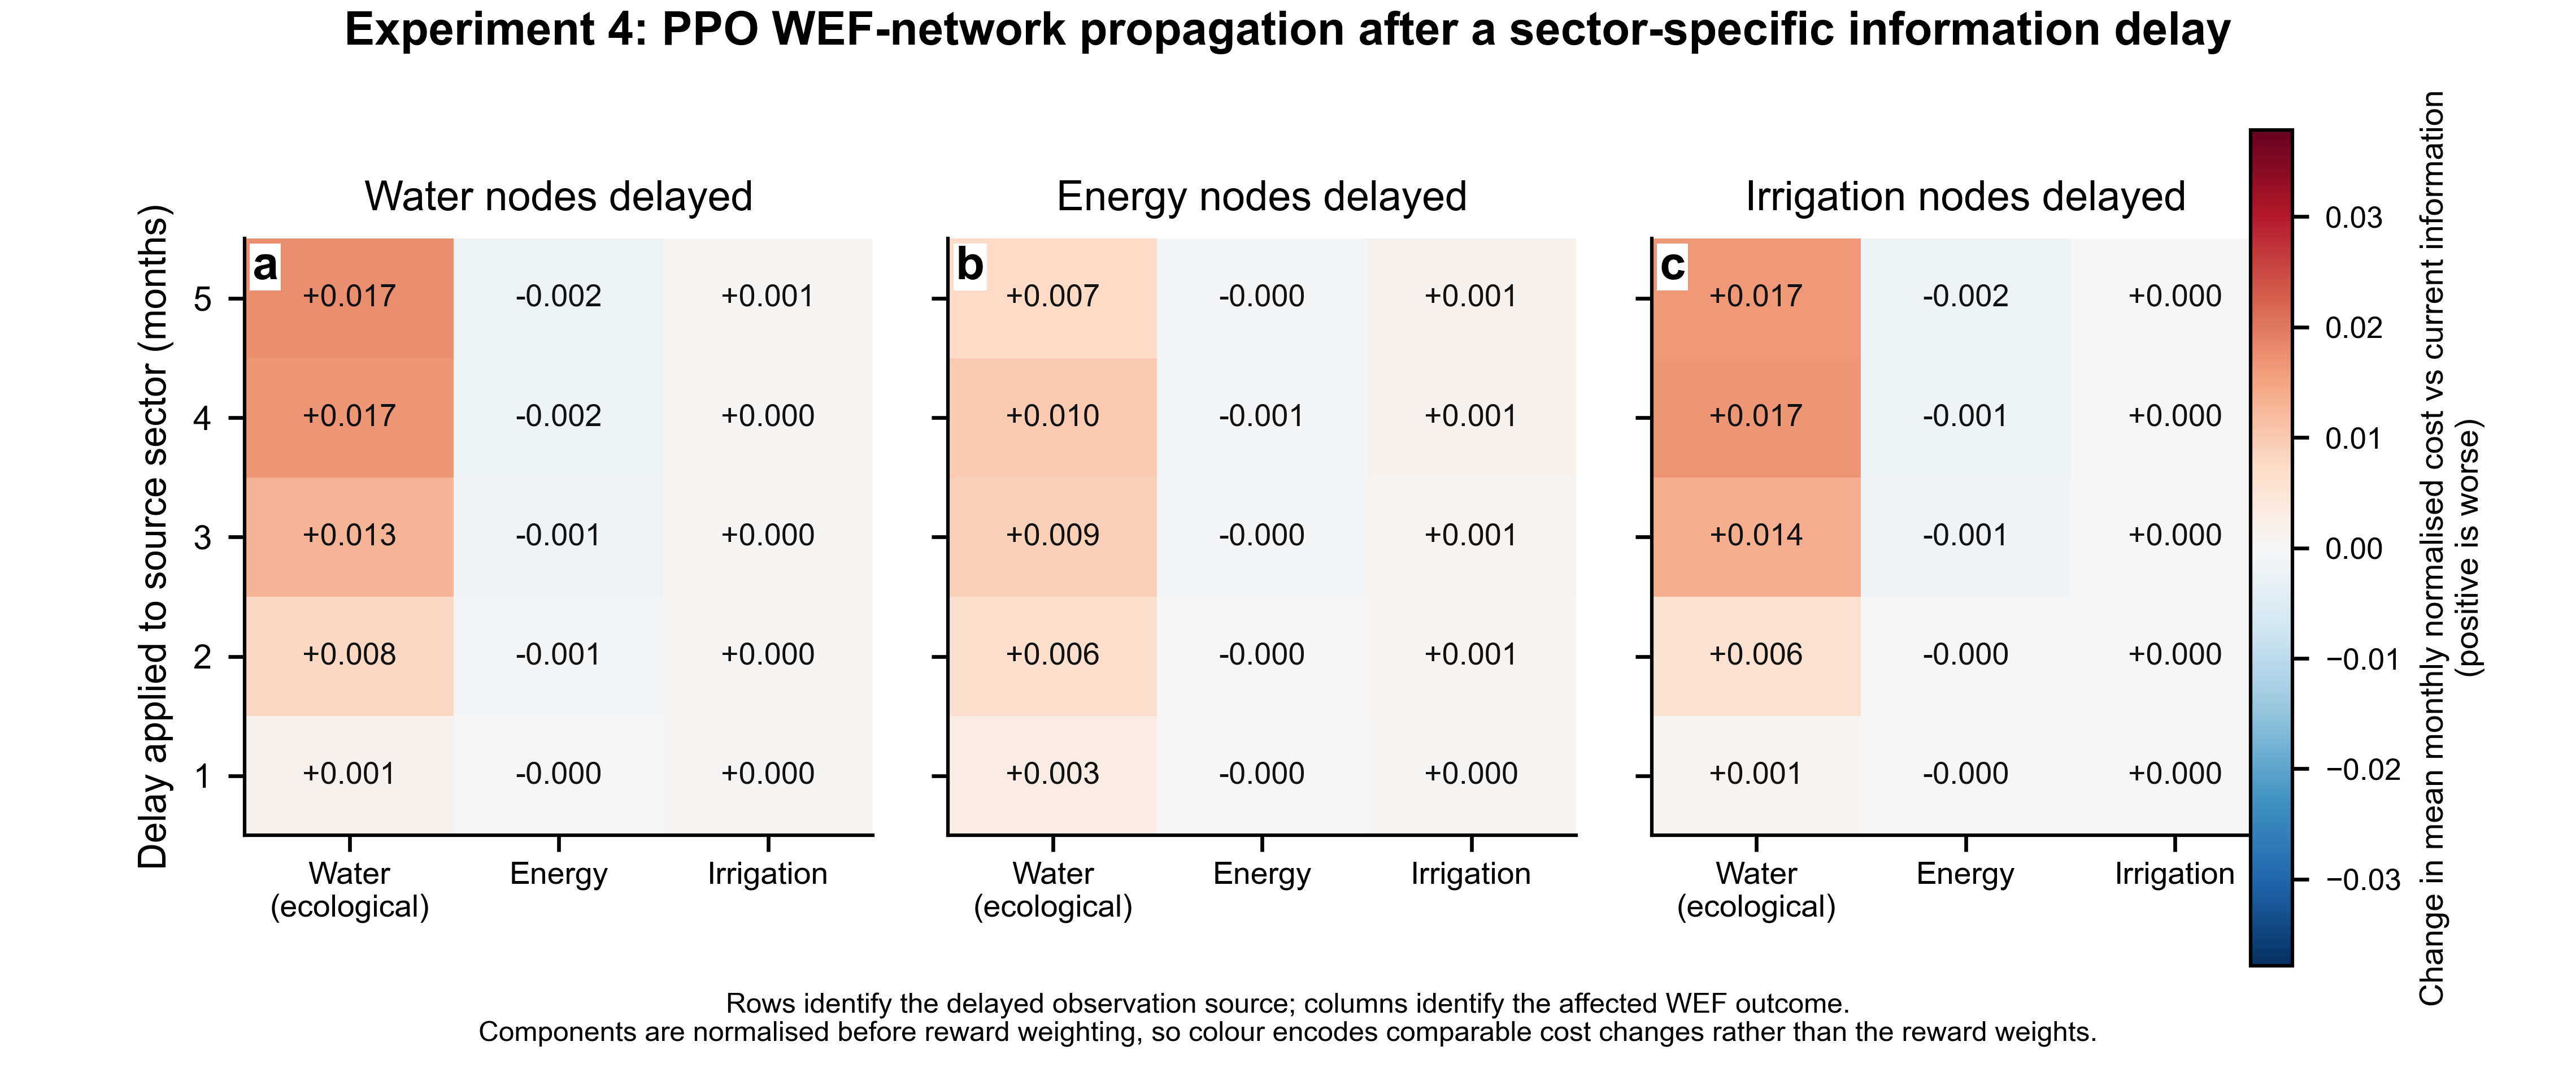 Experiment 4: PPO WEF-network propagation after a sector-specific information delay
Water nodes delayed
Energy nodes delayed
Irrigation nodes delayed
Delay applied to source sector (months)
a
b
c
5
+0.017
-0.002
+0.001
+0.007
-0.000
+0.001
+0.017
-0.002
+0.000
4
+0.017
-0.002
+0.000
+0.010
-0.001
+0.001
+0.017
-0.001
+0.000
3
+0.013
-0.001
+0.000
+0.009
-0.000
+0.001
+0.014
-0.001
+0.000
2
+0.008
-0.001
+0.000
+0.006
-0.000
+0.001
+0.006
-0.000
+0.000
1
+0.001
-0.000
+0.000
+0.003
-0.000
+0.000
+0.001
-0.000
+0.000
Water
(ecological)
Energy
Irrigation
Water
(ecological)
Energy
Irrigation
Water
(ecological)
Energy
Irrigation
0.03
0.02
0.01
0.00
−0.01
−0.02
−0.03
Change in mean monthly normalised cost vs current information
(positive is worse)
Rows identify the delayed observation source; columns identify the affected WEF outcome.
Components are normalised before reward weighting, so colour encodes comparable cost changes rather than the reward weights.